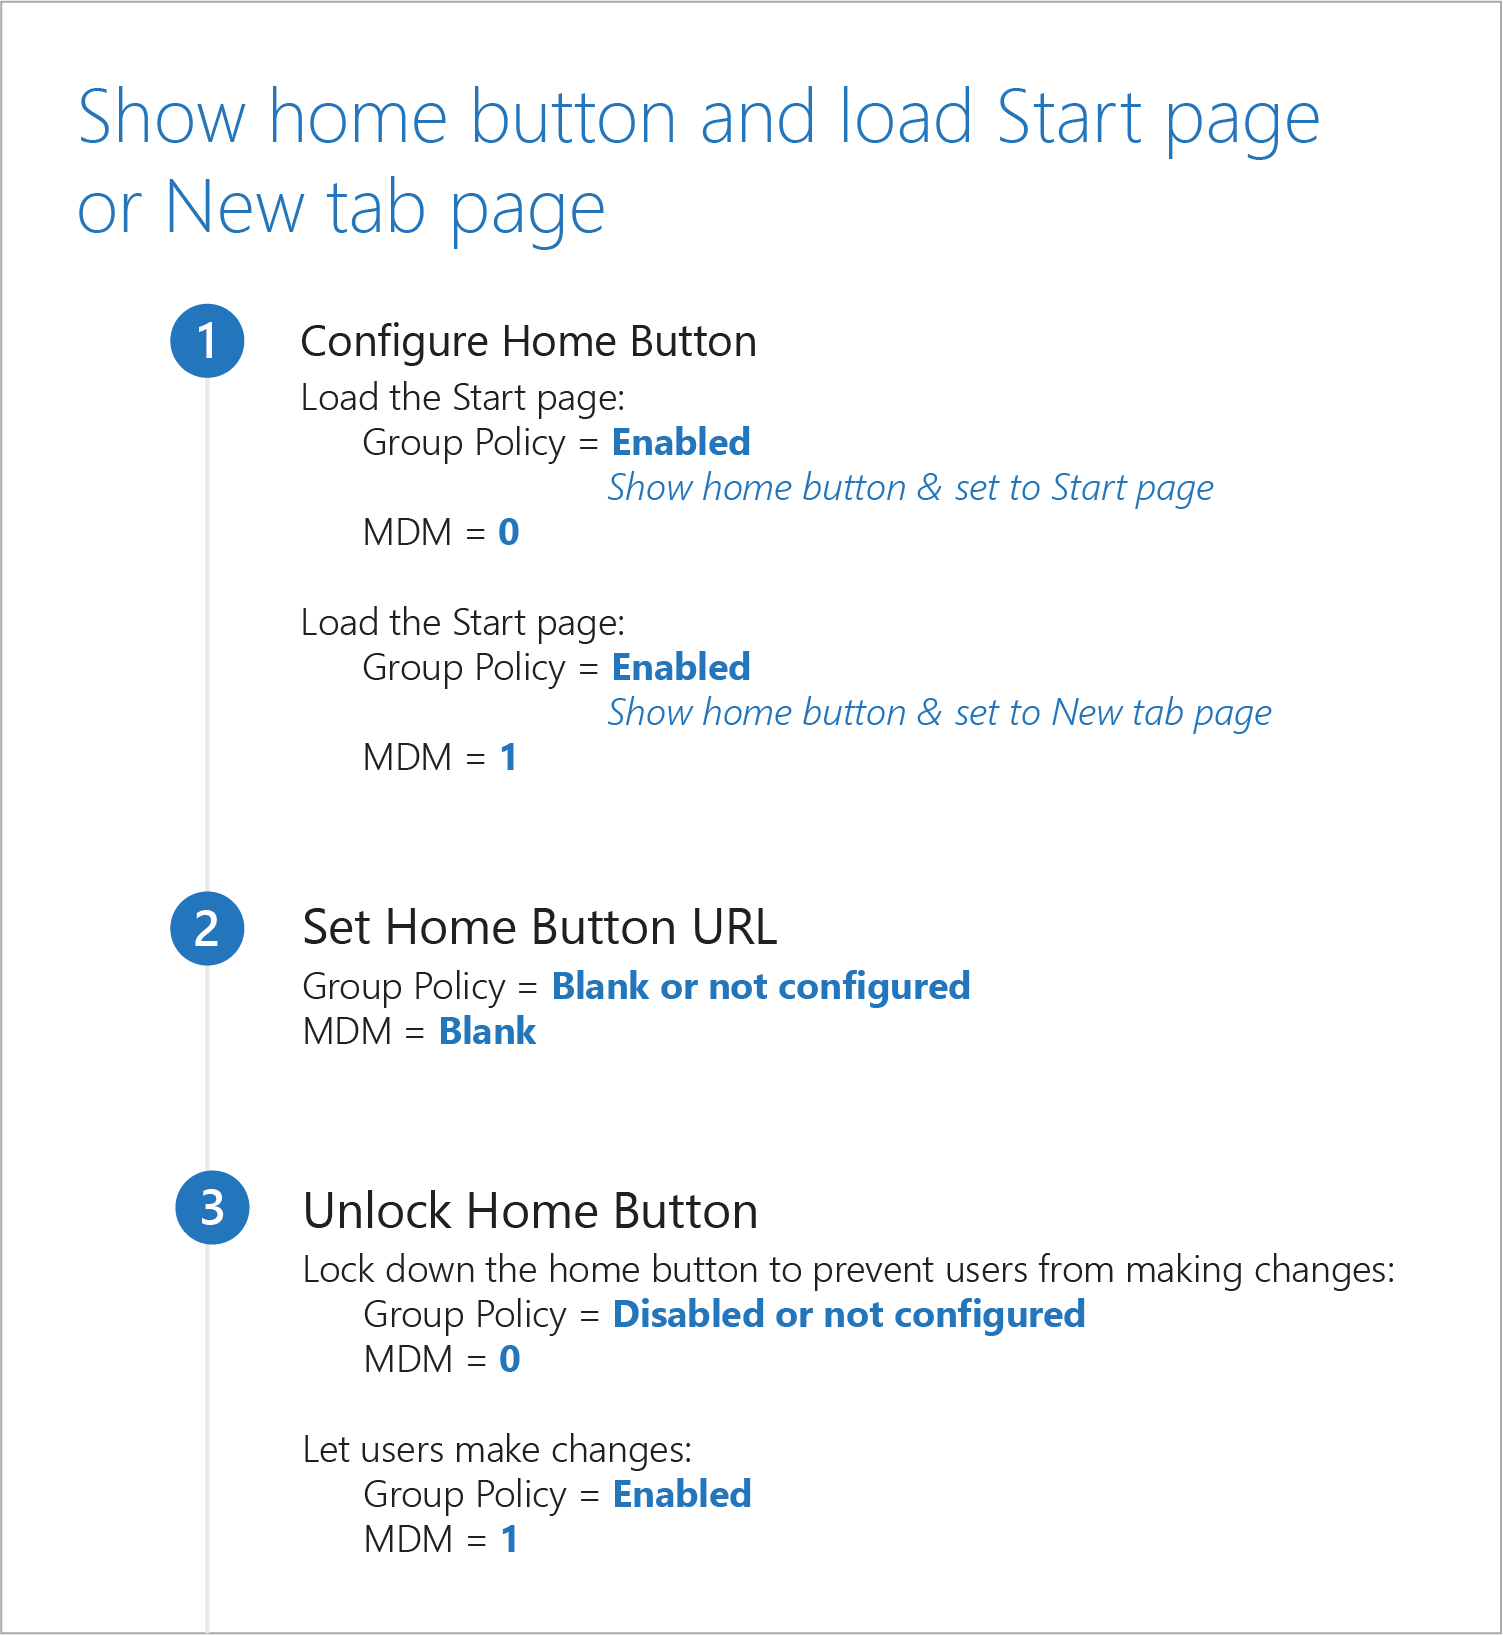 Show home button and load Start page
or New tab page
1
Configure Home Button
Load the Start page:
Group Policy = Enabled
Show home button & set to Start page
MDM = 0
Load the Start page:
Group Policy = Enabled
Show home button & set to New tab page
MDM = 1
2
Set Home Button URL
Group Policy = Blank or not configured
MDM = Blank
3
Unlock Home Button
Lock down the home button to prevent users from making changes:
Group Policy = Disabled or not configured
MDM = 0
Let users make changes:
Group Policy = Enabled
MDM = 1